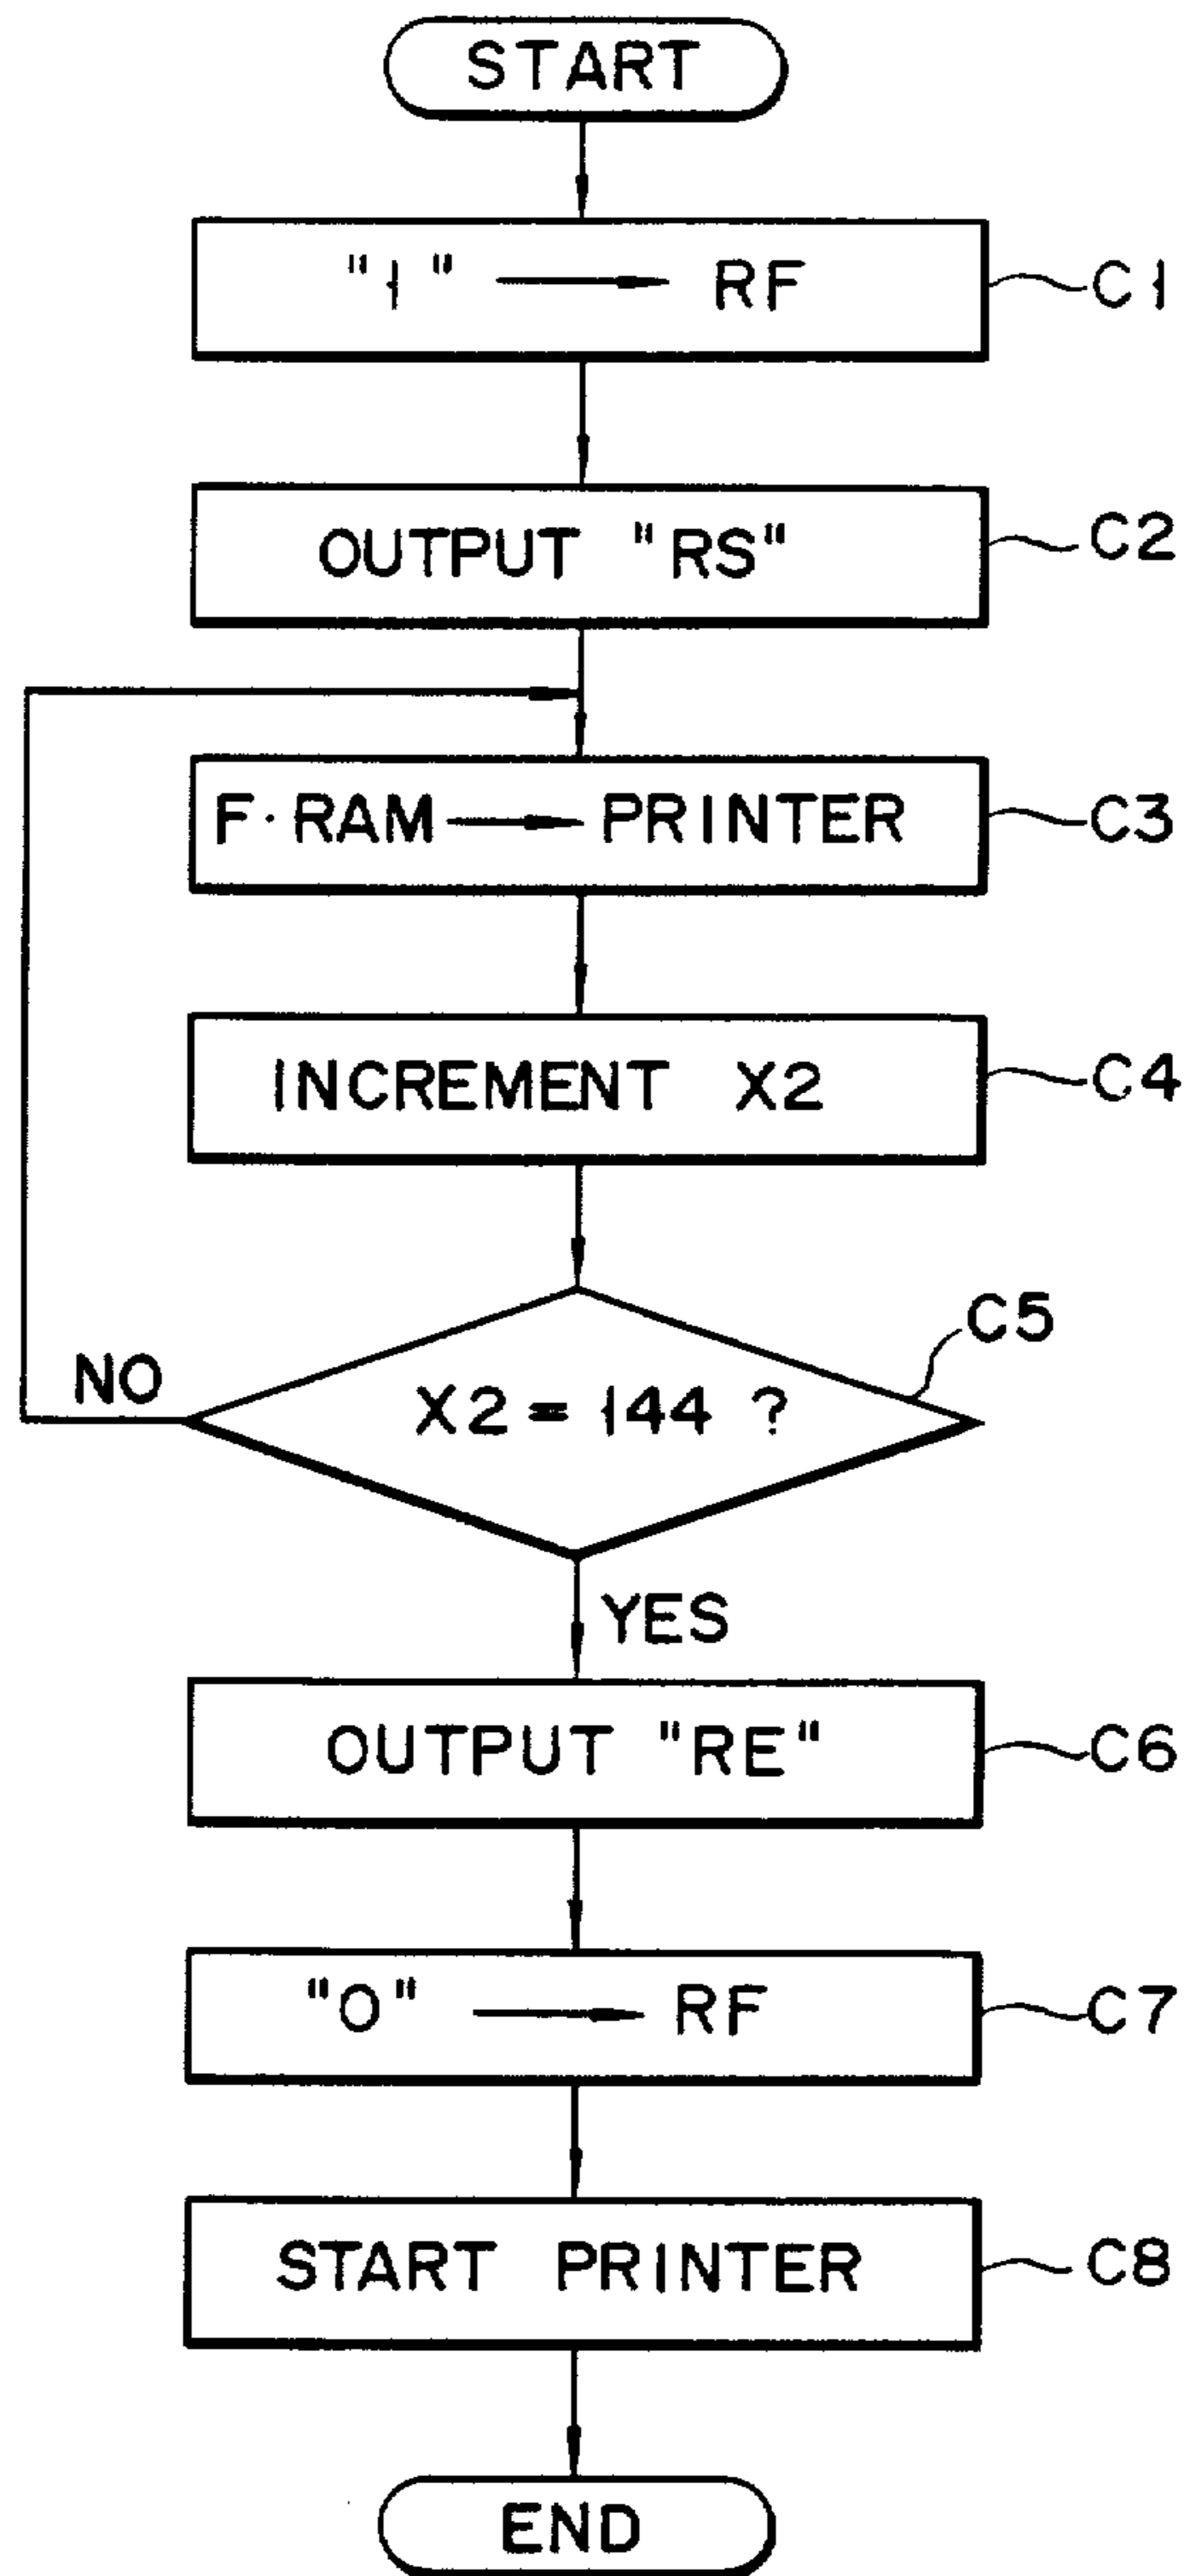 START
"1" → RF C1
OUTPUT "RS" C2
F·RAM → PRINTER C3
INCREMENT X2 C4
C5
NO X2 = 144 ?
YES
OUTPUT "RE" C6
"0" → RF C7
START PRINTER C8
END